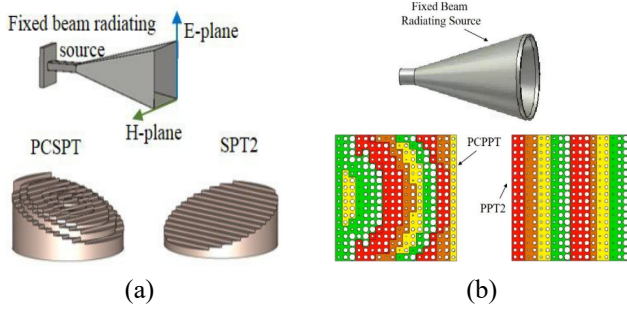 Fixed beam radiating
source
E-plane
H-plane
PCSPT
SPT2
(a)
Fixed Beam
Radiating Source
PCPPT
PPT2
(b)